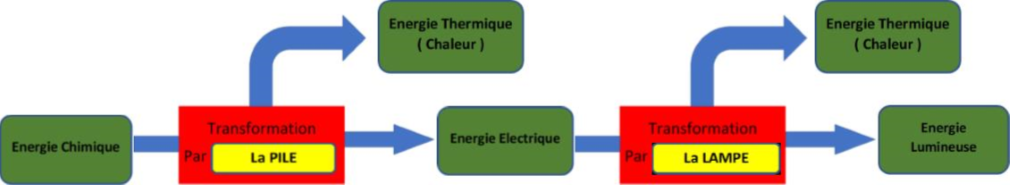 Energie Thermique
( Chaleur )
Energie Thermique
( Chaleur )
Energie Chimique
Transformation
Par La PILE
Energie Electrique
Transformation
Par La LAMPE
Energie
Lumineuse